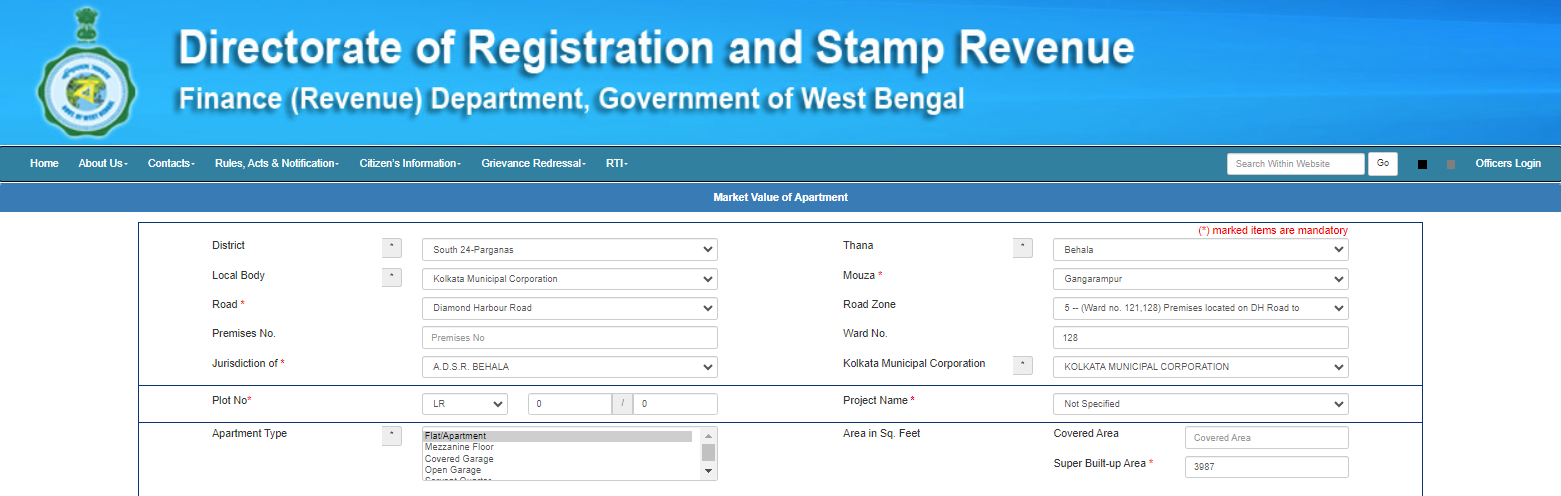 Directorate of Registration and Stamp Revenue
Finance (Revenue) Department, Government of West Bengal
Home About Us Contacts Rules, Acts & Notification Citizen's Information Grievance Redressal RTI Search Within Website Go Officers Login
Market Value of Apartment
(*) marked items are mandatory
District * South 24-Parganas Thana * Behala
Local Body * Kolkata Municipal Corporation Mouza * Gangarampur
Road * Diamond Harbour Road Road Zone 5 -- (Ward no. 121,128) Premises located on DH Road to
Premises No. Premises No Ward No. 128
Jurisdiction of * A.D.S.R. BEHALA Kolkata Municipal Corporation * KOLKATA MUNICIPAL CORPORATION
Plot No* LR 0 / 0 Project Name * Not Specified
Apartment Type * Flat/Apartment Area in Sq. Feet Covered Area Covered Area
Mezzanine Floor
Covered Garage Super Built-up Area * 3987
Open Garage